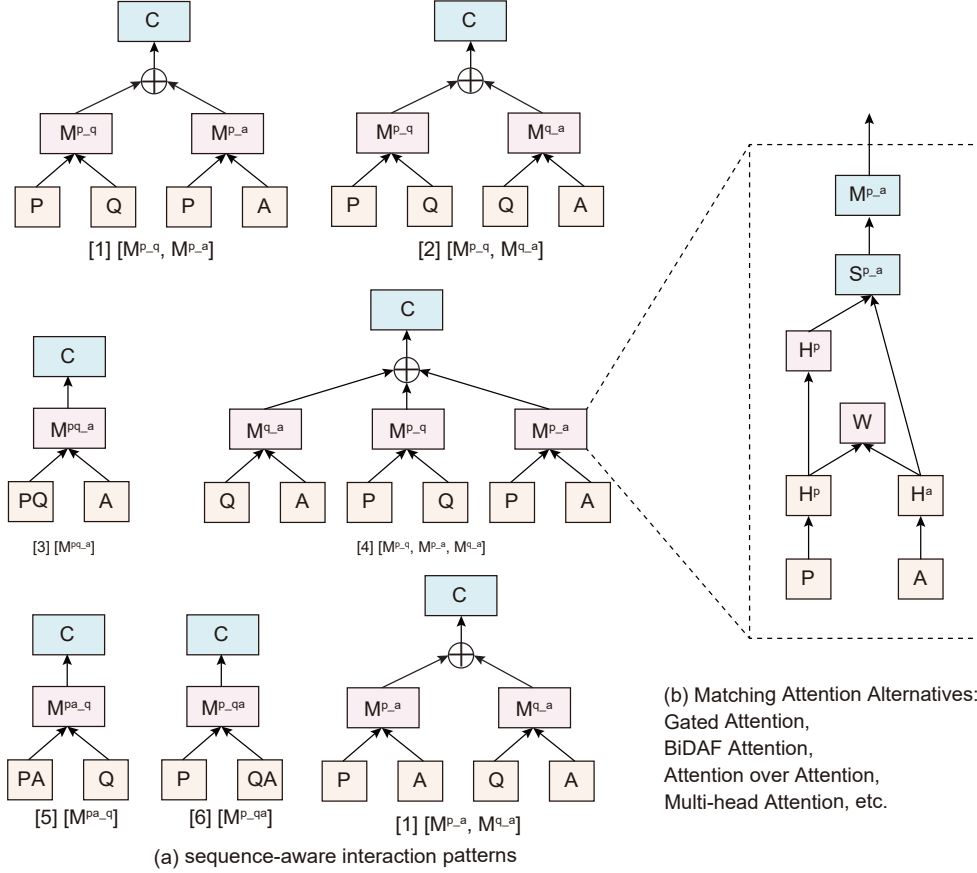 C
C
M^p_q M^p_a
M^p_q M^q_a
P Q P A
P Q Q A
[1] [M^p_q, M^p_a]
[2] [M^p_q, M^q_a]
C
M^pq_a
PQ A
[3] [M^pq_a]
C
M^q_a M^p_q M^p_a
Q A P Q P A
[4] [M^p_q, M^p_a, M^q_a]
C
M^pa_q
PA Q
[5] [M^pa_q]
C
M^p_qa
P QA
[6] [M^p_qa]
C
M^p_a M^q_a
P A Q A
[1] [M^p_a, M^q_a]
(a) sequence-aware interaction patterns
M^p_a
S^p_a
H^p
W
H^p H^a
P A
(b) Matching Attention Alternatives:
Gated Attention,
BiDAF Attention,
Attention over Attention,
Multi-head Attention, etc.